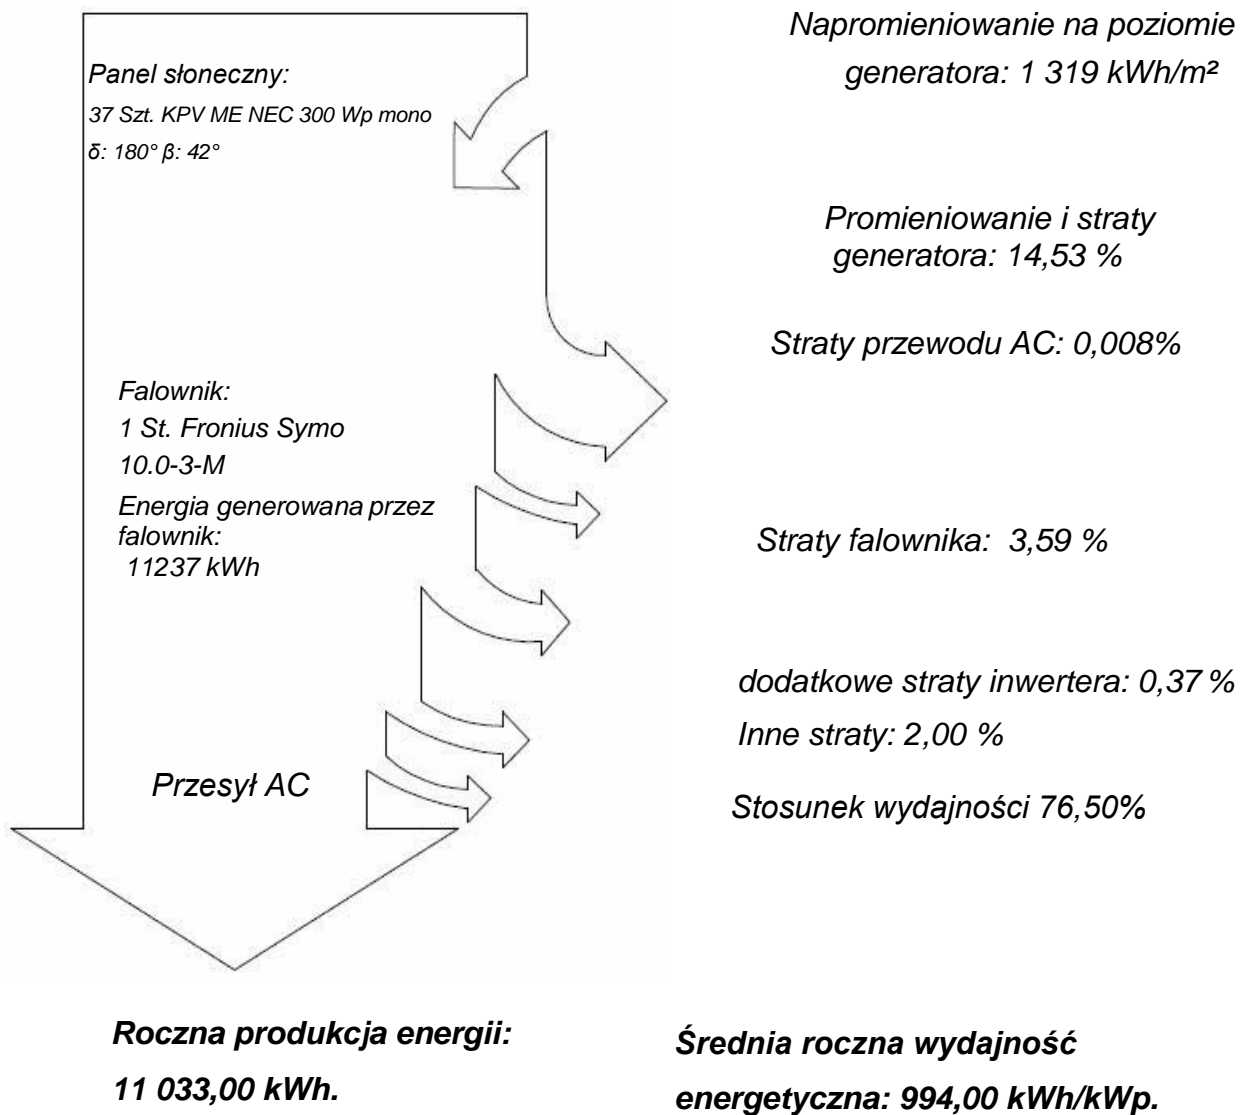 Napromieniowanie na poziomie
generatora: 1 319 kWh/m²
Panel słoneczny:
37 Szt. KPV ME NEC 300 Wp mono
δ: 180° β: 42°
Promieniowanie i straty
generatora: 14,53 %
Straty przewodu AC: 0,008%
Falownik:
1 St. Fronius Symo
10.0-3-M
Energia generowana przez
falownik:
11237 kWh
Straty falownika: 3,59 %
dodatkowe straty inwertera: 0,37 %
Inne straty: 2,00 %
Przesył AC
Stosunek wydajności 76,50%
Roczna produkcja energii:
11 033,00 kWh.
Średnia roczna wydajność
energetyczna: 994,00 kWh/kWp.